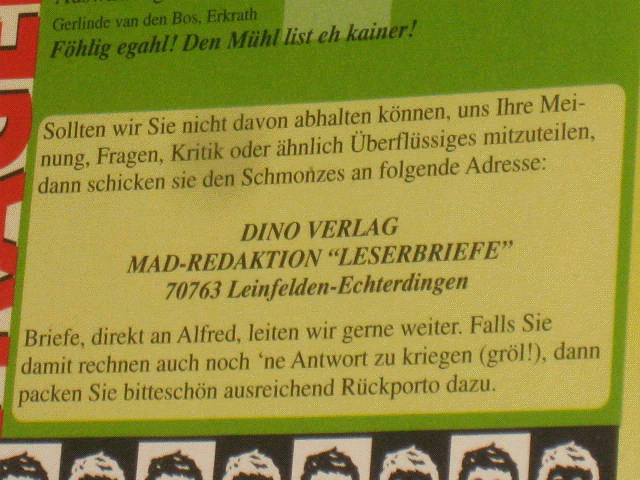 Gerlinde van den Bos, Erkrath
Föhlig egahl! Den Mühl list eh kainer!
Sollten wir Sie nicht davon abhalten können, uns Ihre Mei-
nung, Fragen, Kritik oder ähnlich Überflüssiges mitzuteilen,
dann schicken sie den Schmonzes an folgende Adresse:
DINO VERLAG
MAD-REDAKTION “LESERBRIEFE”
70763 Leinfelden-Echterdingen
Briefe, direkt an Alfred, leiten wir gerne weiter. Falls Sie
damit rechnen auch noch ‘ne Antwort zu kriegen (gröl!), dann
packen Sie bitteschön ausreichend Rückporto dazu.